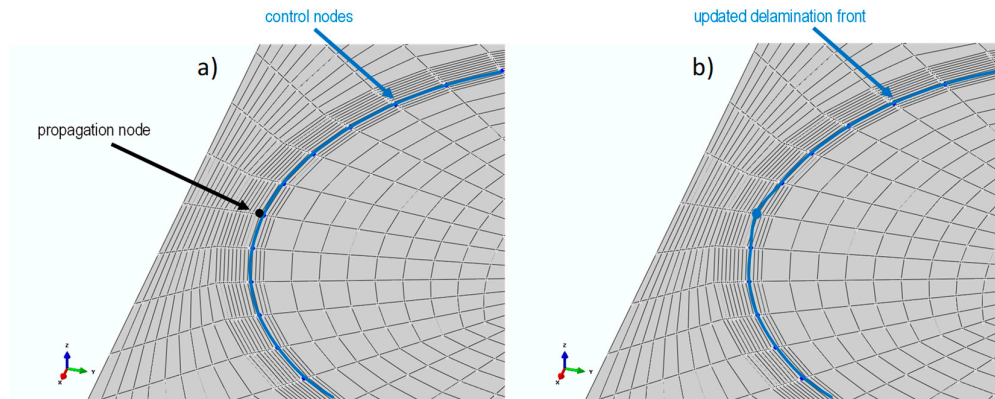 control nodes
updated delamination front
a)
b)
propagation node
Z
Y
X
Z
Y
X